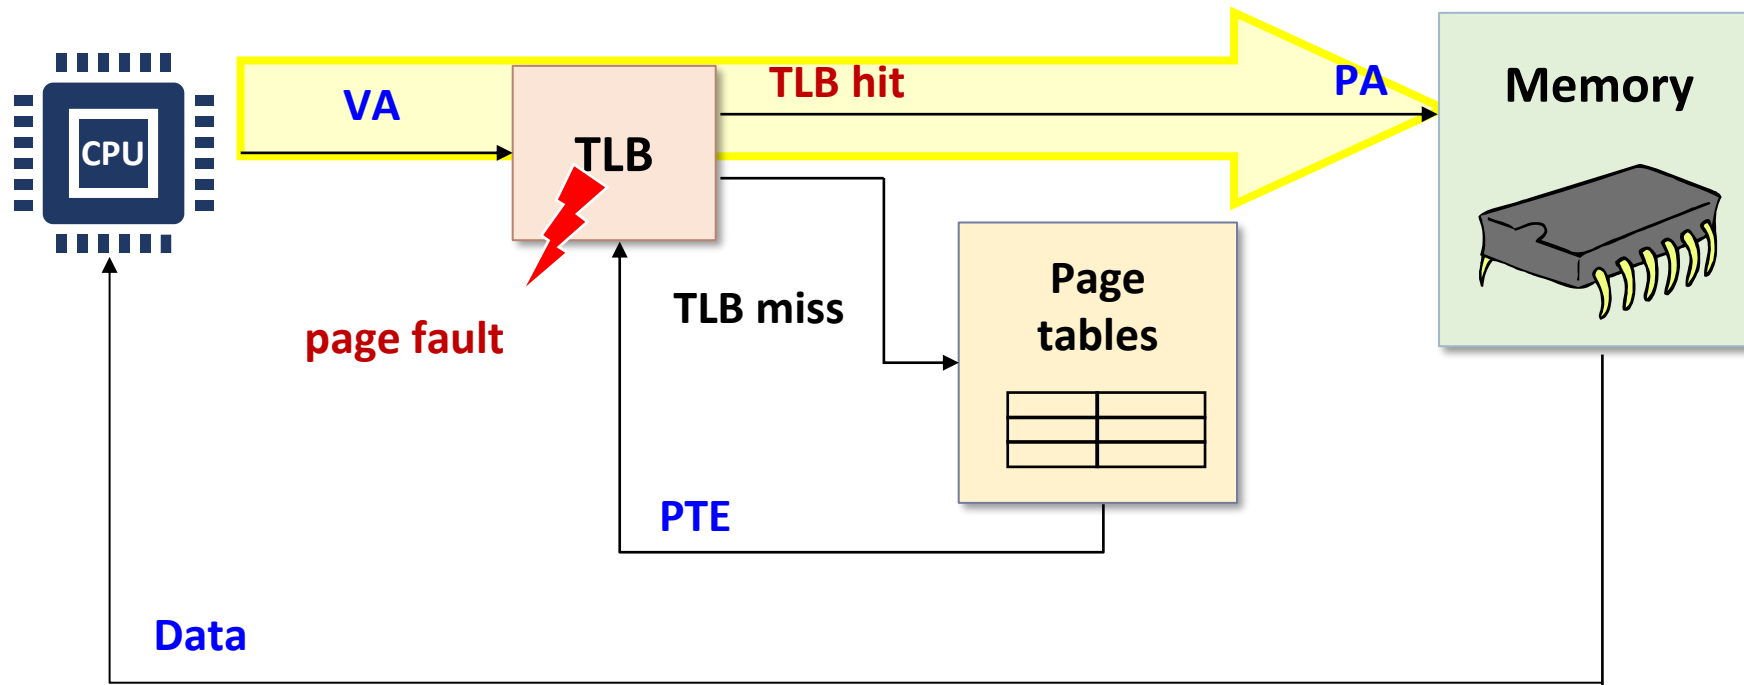 CPU
VA
TLB
TLB hit
PA
Memory
page fault
TLB miss
Page
tables
PTE
Data